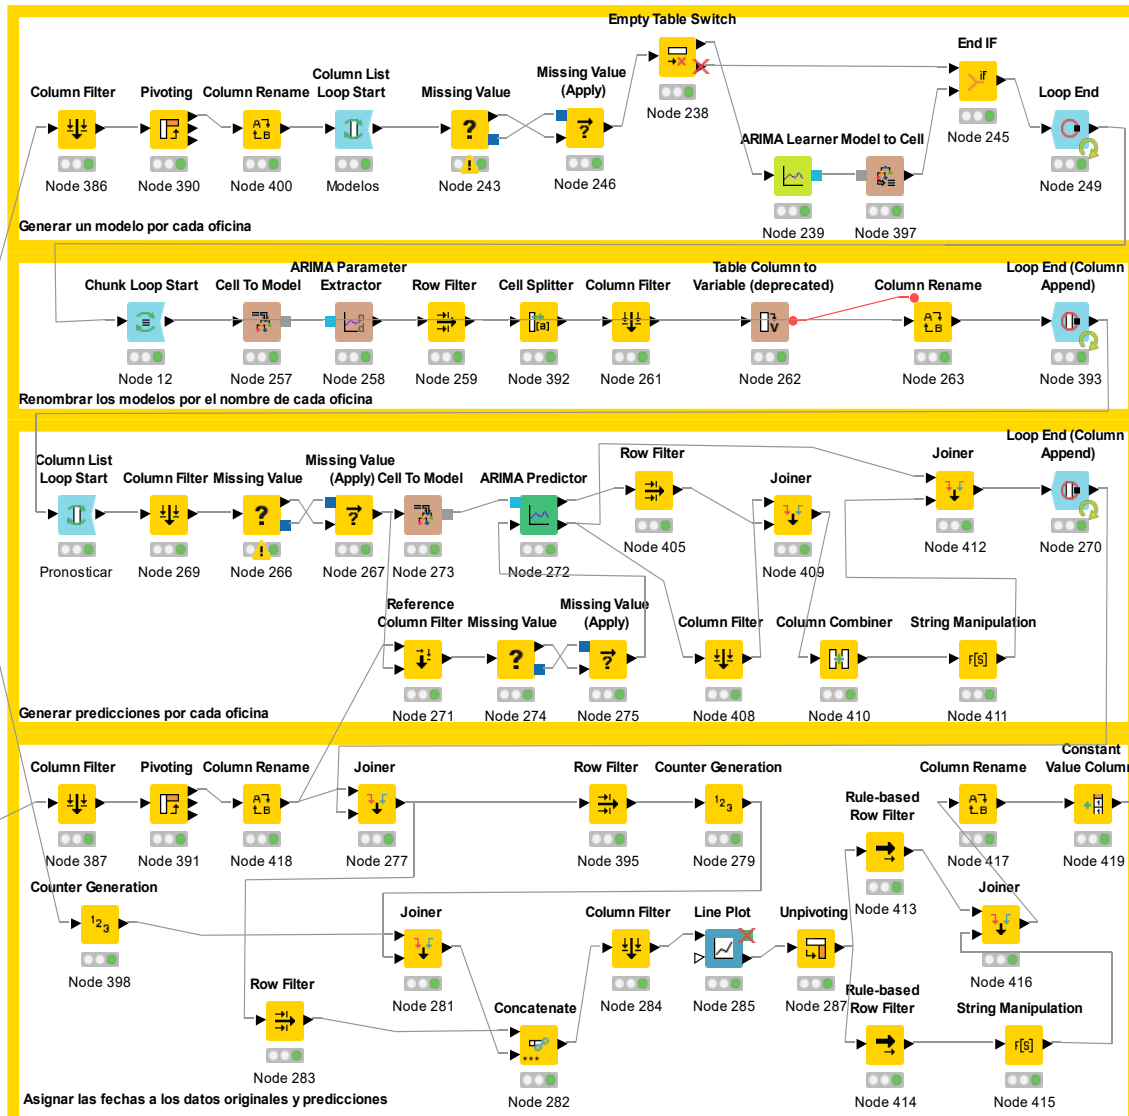 Empty Table Switch
End IF
Column List
Loop Start
Missing Value
(Apply)
Column Filter
Pivoting
Column Rename
Missing Value
Loop End
Node 238
if
Node 245
ARIMA Learner
Model to Cell
Node 386
Node 390
Node 400
Modelos
Node 243
Node 246
Node 249
Generar un modelo por cada oficina
Node 239
Node 397
Chunk Loop Start
Cell To Model
ARIMA Parameter
Extractor
Row Filter
Cell Splitter
Column Filter
Table Column to
Variable (deprecated)
Column Rename
Loop End (Column
Append)
Node 12
Node 257
Node 258
Node 259
Node 392
Node 261
Node 262
Node 263
Node 393
Renombrar los modelos por el nombre de cada oficina
Column List
Loop Start
Column Filter
Missing Value
Missing Value
(Apply)
Cell To Model
ARIMA Predictor
Row Filter
Joiner
Joiner
Loop End (Column
Append)
Pronosticar
Node 269
Node 266
Node 267
Node 273
Node 272
Node 405
Node 409
Node 412
Node 270
Reference
Column Filter
Missing Value
Missing Value
(Apply)
Column Filter
Column Combiner
String Manipulation
Node 271
Node 274
Node 275
Node 408
Node 410
Node 411
Generar predicciones por cada oficina
Column Filter
Pivoting
Column Rename
Joiner
Row Filter
Counter Generation
Rule-based
Row Filter
Column Rename
Constant
Value Colum
Node 387
Node 391
Node 418
Node 277
Node 395
Node 279
Node 413
Node 417
Node 419
Counter Generation
Joiner
Column Filter
Line Plot
Unpivoting
Joiner
Node 398
Node 281
Node 284
Node 285
Node 287
Node 416
Row Filter
Concatenate
Rule-based
Row Filter
String Manipulation
Node 283
Node 282
Node 414
Node 415
Asignar las fechas a los datos originales y predicciones